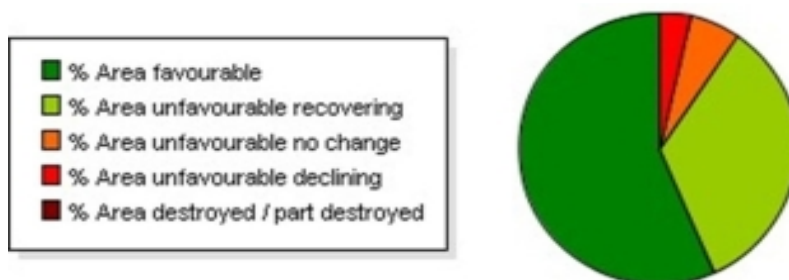 % Area favourable
% Area unfavourable recovering
% Area unfavourable no change
% Area unfavourable declining
% Area destroyed / part destroyed